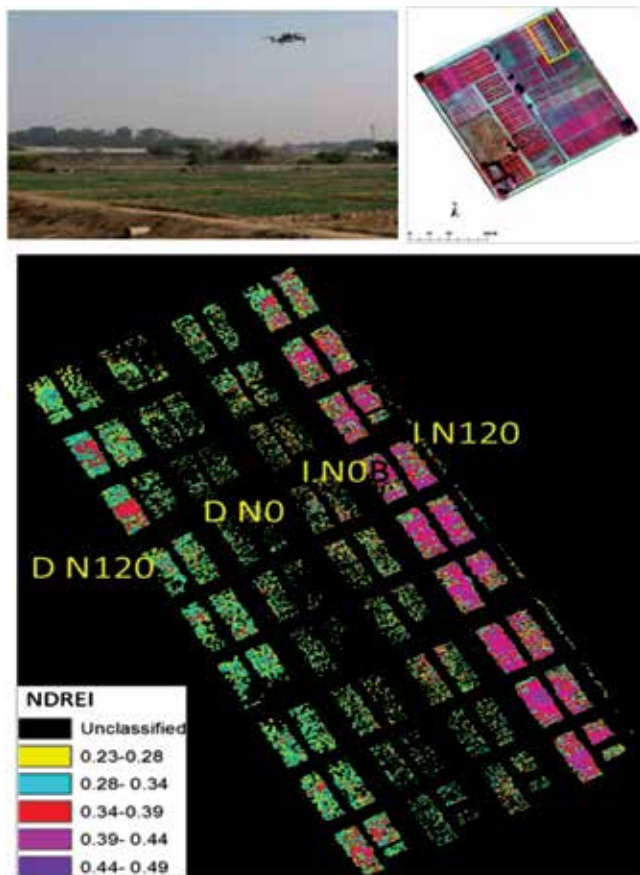 I N120
I N0B
D N0
D N120
NDREI
Unclassified
0.23-0.28
0.28- 0.34
0.34-0.39
0.39- 0.44
0.44- 0.49